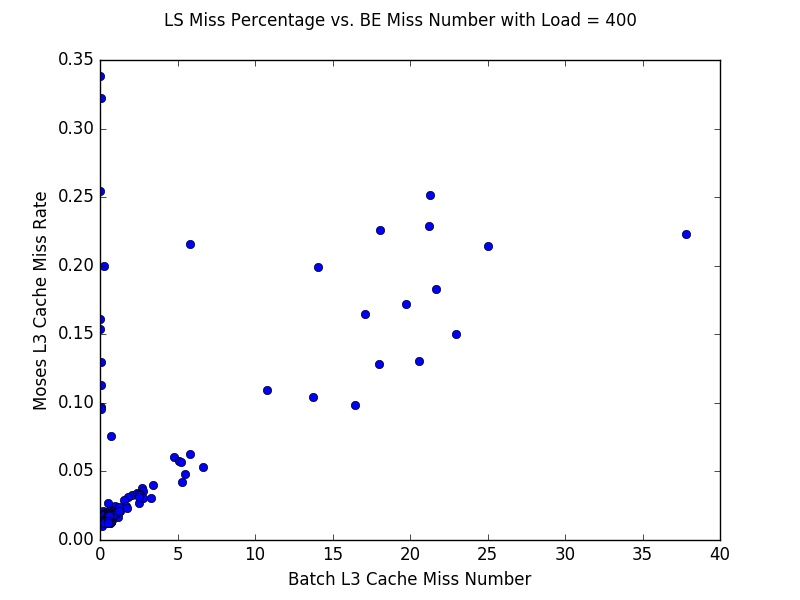 LS Miss Percentage vs. BE Miss Number with Load = 400
0.35
0.30
0.25
0.20
0.15
0.10
0.05
0.00
Moses L3 Cache Miss Rate
0 5 10 15 20 25 30 35 40
Batch L3 Cache Miss Number